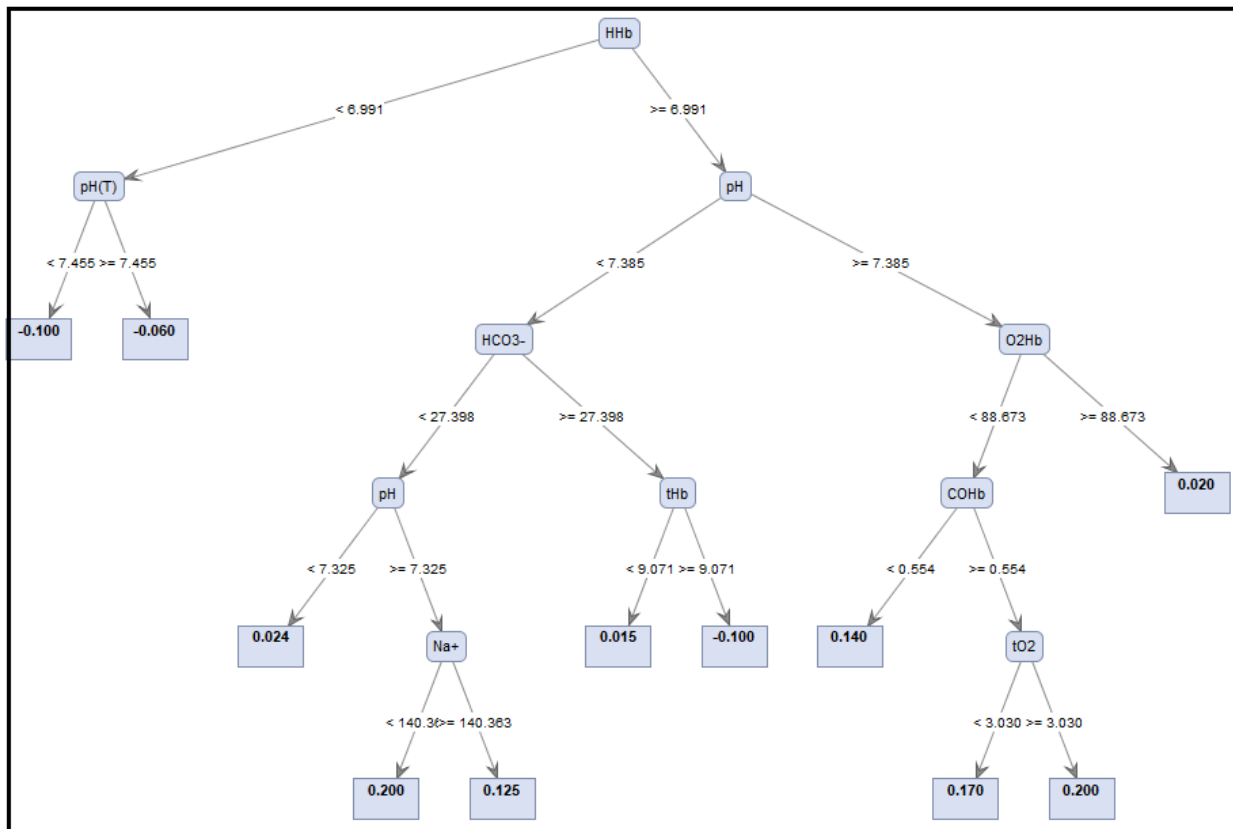 HHb
< 6.991
>= 6.991
pH(T)
pH
< 7.455 >= 7.455
< 7.385
>= 7.385
-0.100
-0.060
HCO3-
O2Hb
< 27.398
>= 27.398
< 88.673
>= 88.673
pH
tHb
COHb
0.020
< 7.325
>= 7.325
< 9.071 >= 9.071
< 0.554
>= 0.554
0.024
Na+
0.015
-0.100
0.140
tO2
< 140.36 >= 140.363
< 3.030 >= 3.030
0.200
0.125
0.170
0.200